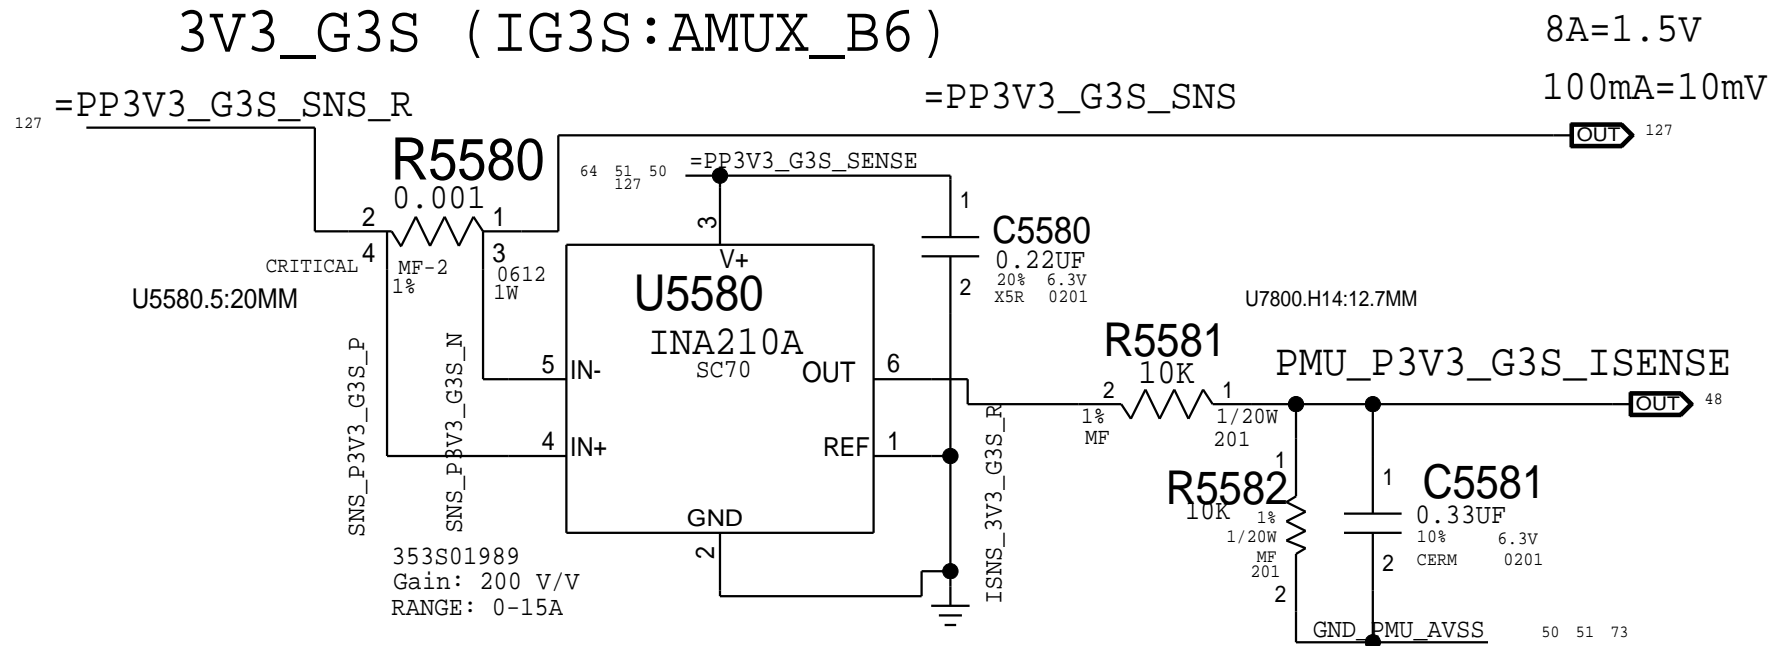 3V3_G3S (IG3S:AMUX_B6)
8A=1.5V
100mA=10mV
127 =PP3V3_G3S_SNS_R
=PP3V3_G3S_SNS
OUT 127
R5580
0.001
2 1
4 3
CRITICAL
MF-2
1%
0612
1W
U5580.5:20MM
64 51 50
127
=PP3V3_G3S_SENSE
3
V+
U5580
INA210A
SC70
5 IN-
4 IN+
OUT 6
REF 1
GND
2
SNS_P3V3_G3S_P
SNS_P3V3_G3S_N
353S01989
Gain: 200 V/V
RANGE: 0-15A
1
C5580
0.22UF
20% 6.3V
X5R 0201
2
ISNS_3V3_G3S_R
U7800.H14:12.7MM
R5581
10K
2 1
1%
MF
1/20W
201
PMU_P3V3_G3S_ISENSE
OUT 48
1
R5582
10K 1%
1/20W
MF
201
2
1
C5581
0.33UF
10% 6.3V
CERM 0201
2
GND_PMU_AVSS
50 51 73